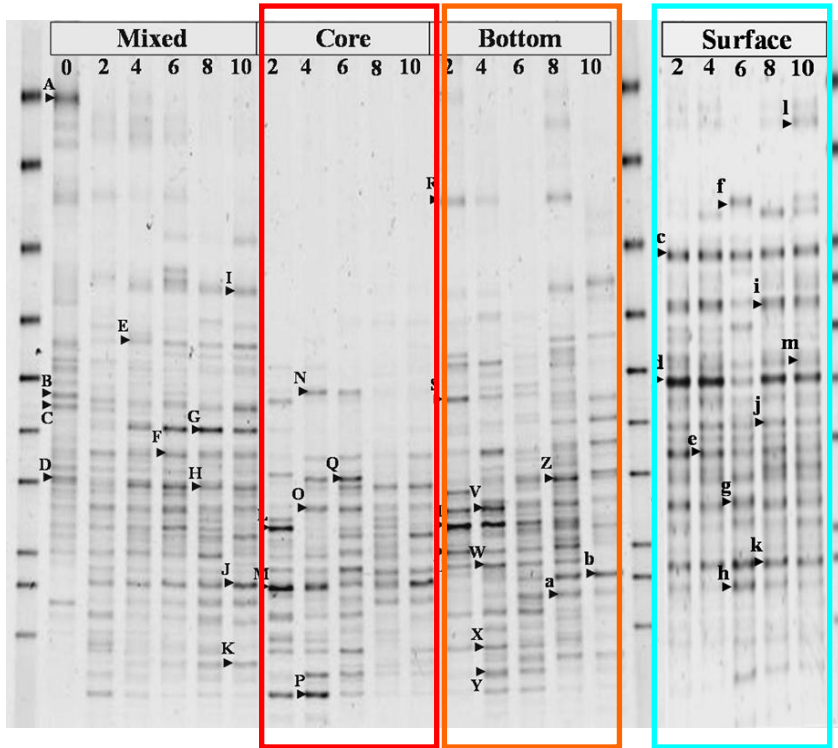 Mixed Core Bottom Surface
0 2 4 6 8 10 2 4 6 8 10 2 4 6 8 10 2 4 6 8 10
A
l
R f
c
I i
E
m
d
N
B S
C
G j
F e
D Q Z
H
O V g
W k
J M b
a h
X
K
P Y